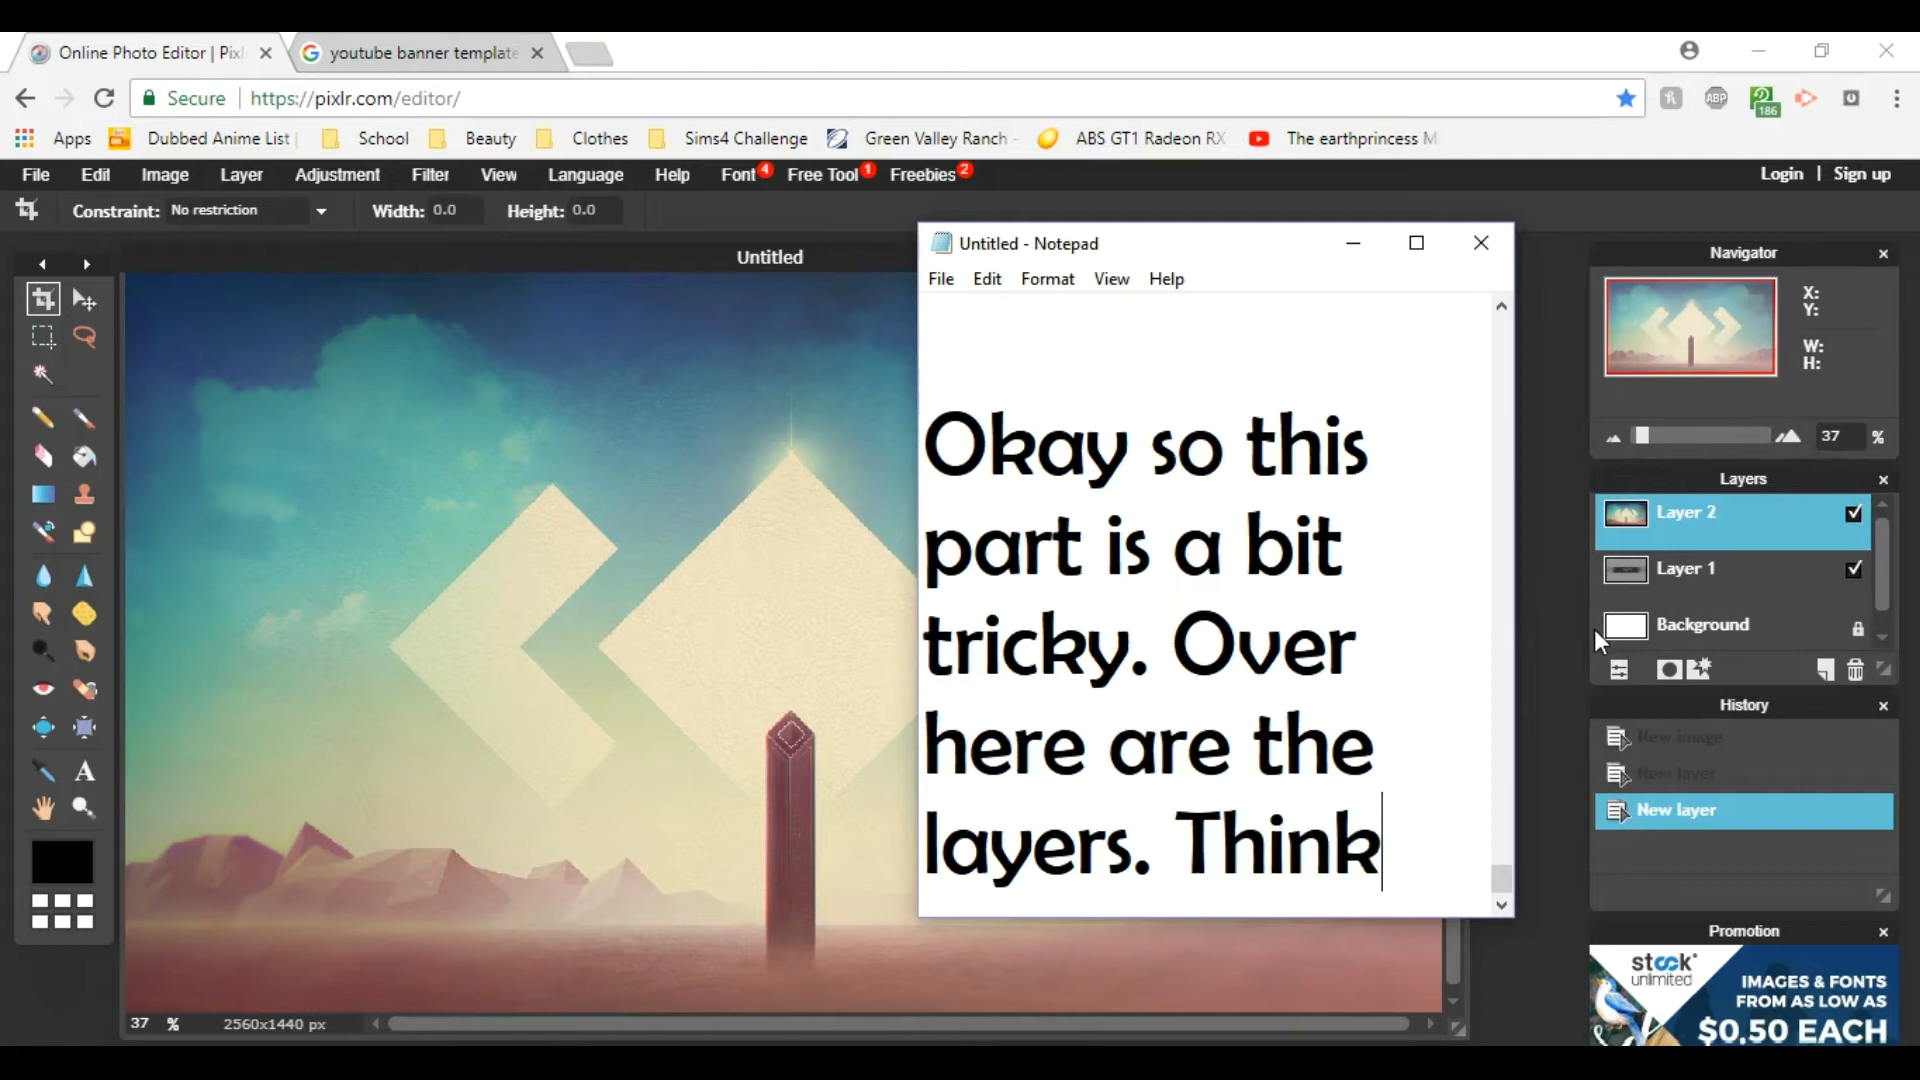 Online Photo Editor | Pixl
youtube banner template
Secure
https://pixlr.com/editor/
ABP
186
Apps
Dubbed Anime List |
School
Beauty
Clothes
Sims4 Challenge
Green Valley Ranch -
ABS GT1 Radeon RX
The earthprincess M
File Edit Image Layer Adjustment Filter View Language Help Font 4 Free Tool 1 Freebies 2
Login | Sign up
Constraint: No restriction Width: 0.0 Height: 0.0
Untitled
Untitled - Notepad
File Edit Format View Help
Okay so this
part is a bit
tricky. Over
here are the
layers. Think
Navigator
X:
Y:
W:
H:
37 %
Layers
Layer 2
Layer 1
Background
History
New image
New layer
New layer
Promotion
stock
unlimited
IMAGES & FONTS
FROM AS LOW AS
$0.50 EACH
A
37 % 2560x1440 px